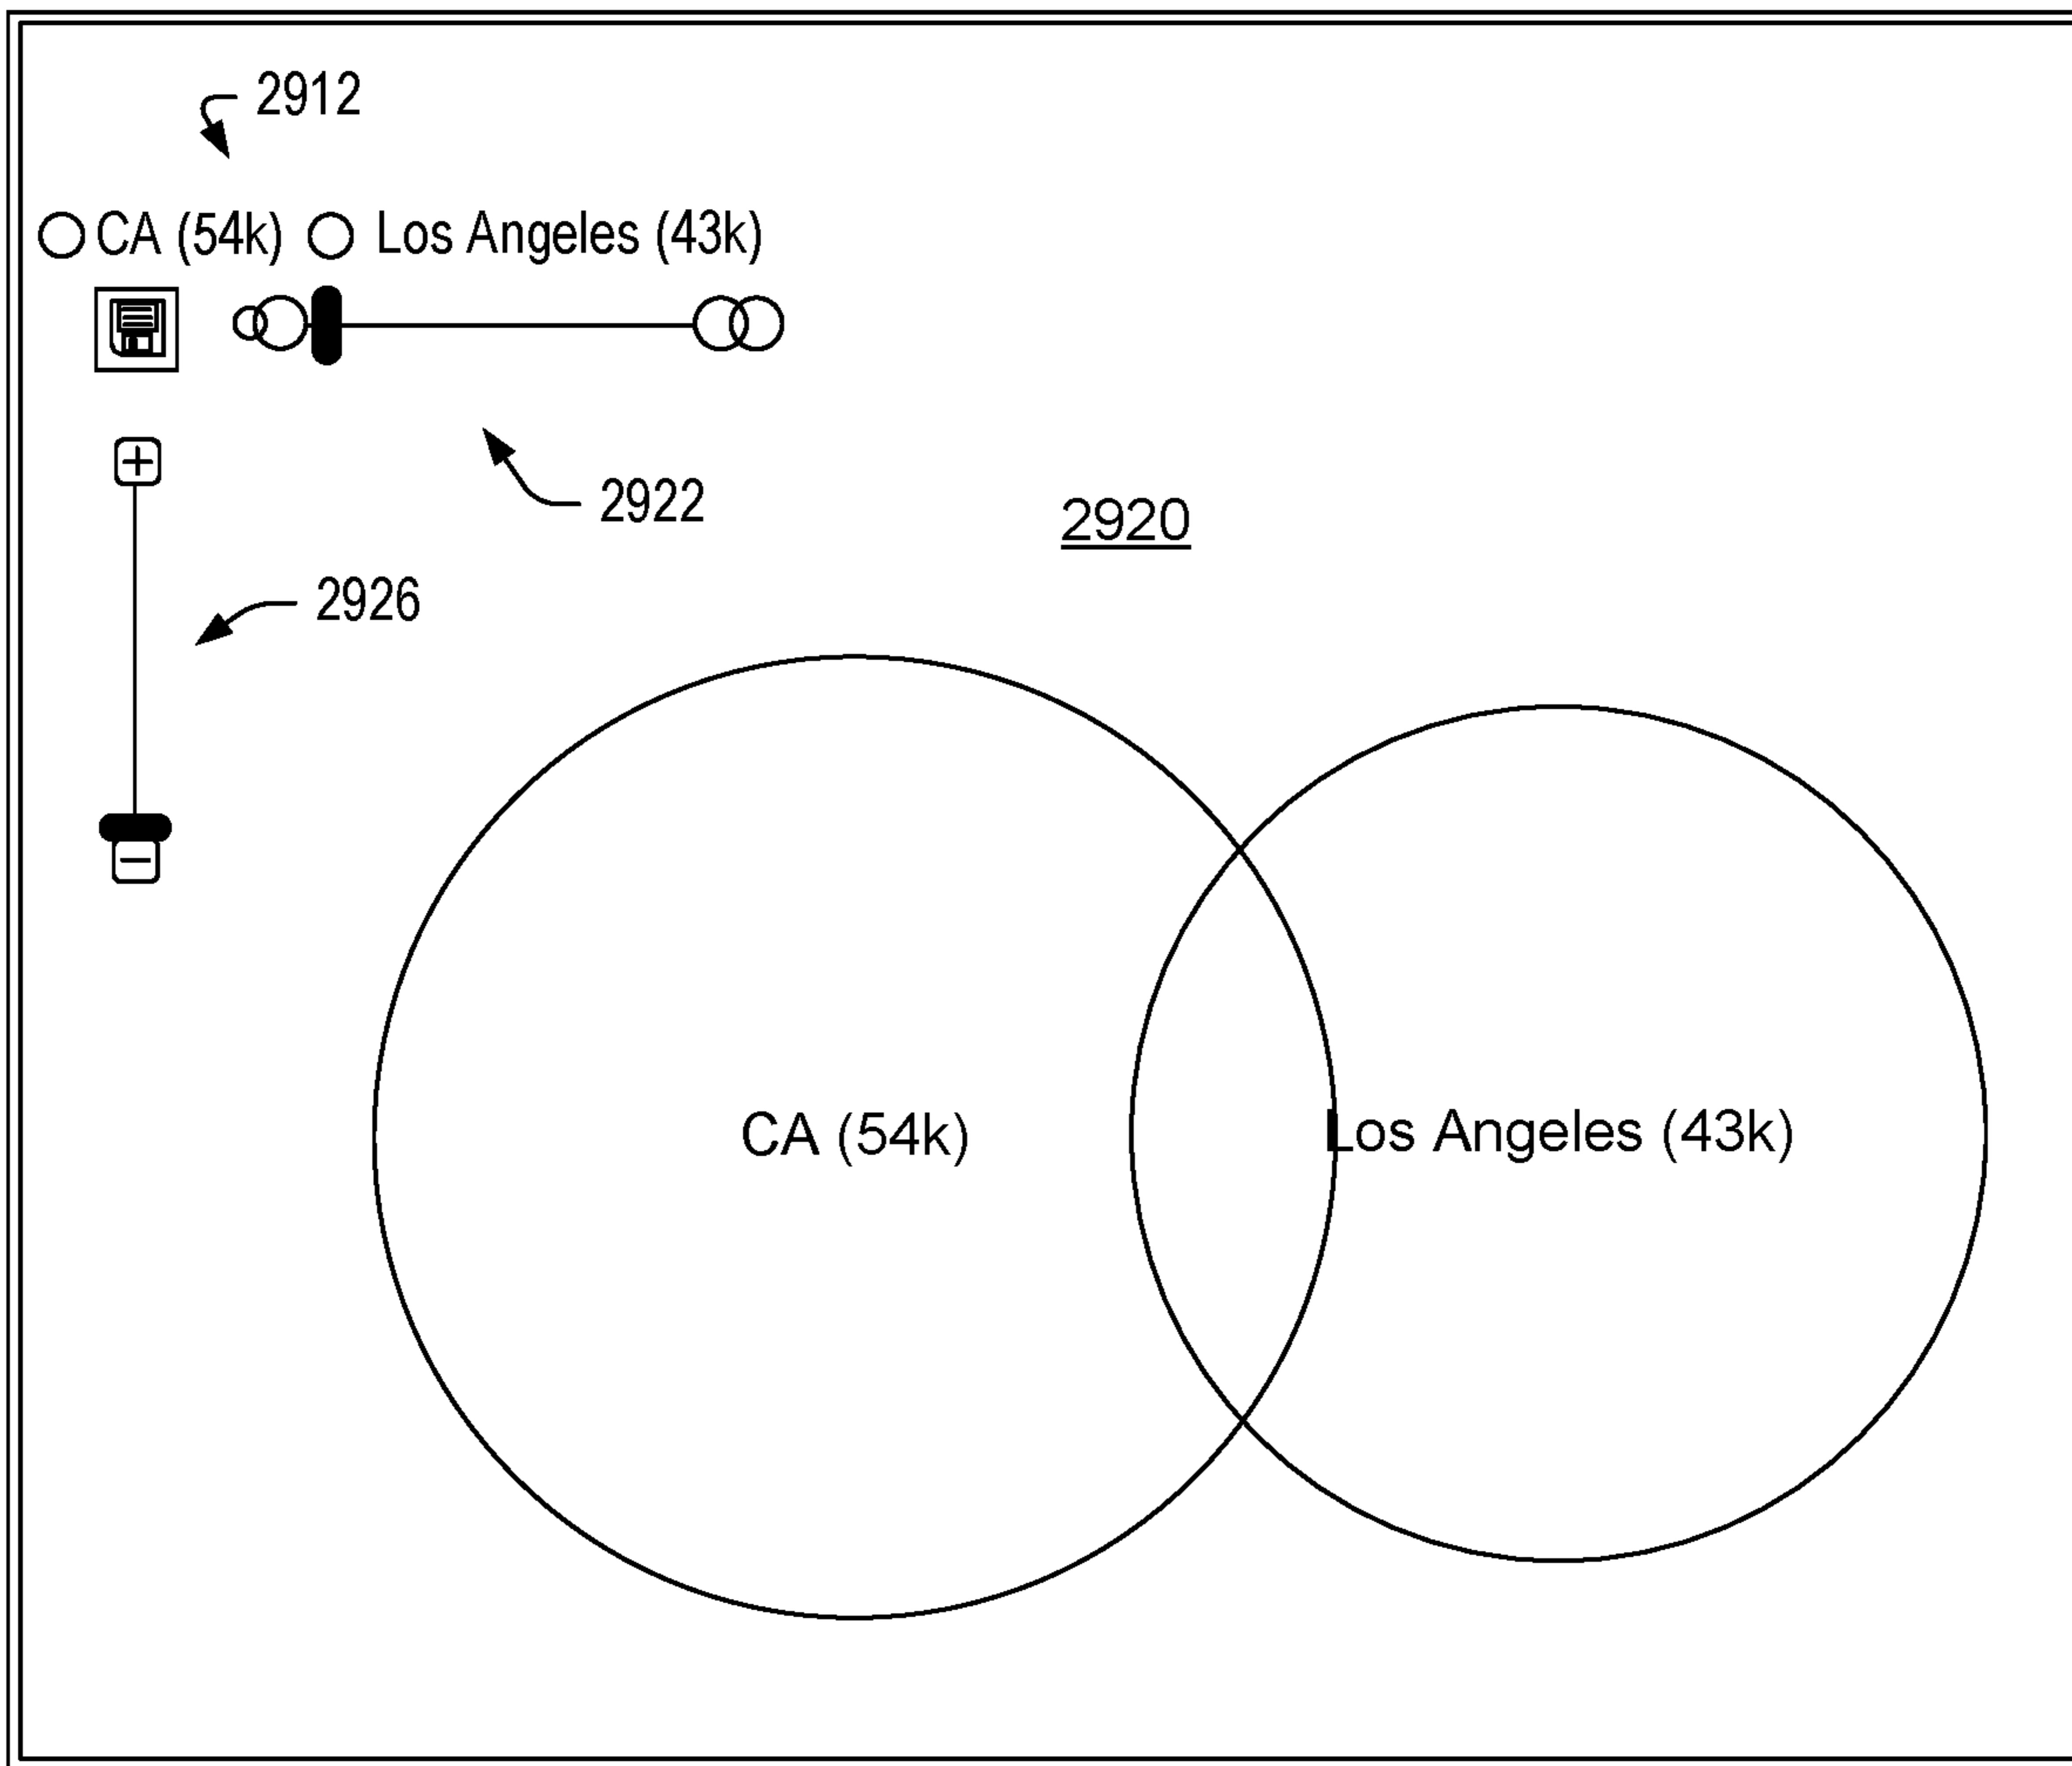 2912
CA (54k) Los Angeles (43k)
+
2922
2920
2926
−
CA (54k)
Los Angeles (43k)